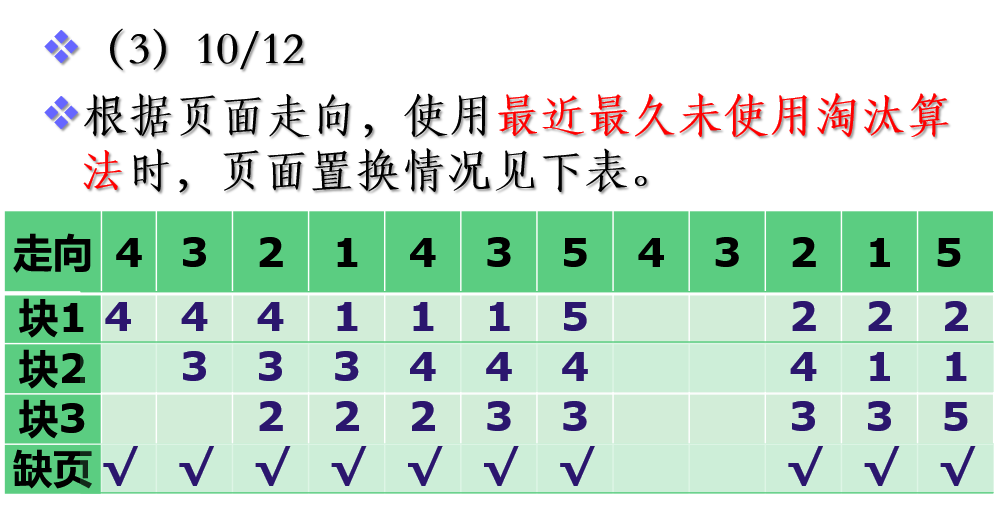 （3）10/12
根据页面走向，使用最近最久未使用淘汰算
法时，页面置换情况见下表。
走向 4 3 2 1 4 3 5 4 3 2 1 5
块1 4 4 4 1 1 1 5 2 2 2
块2 3 3 3 4 4 4 4 1 1
块3 2 2 2 3 3 3 3 5
缺页 √ √ √ √ √ √ √ √ √ √